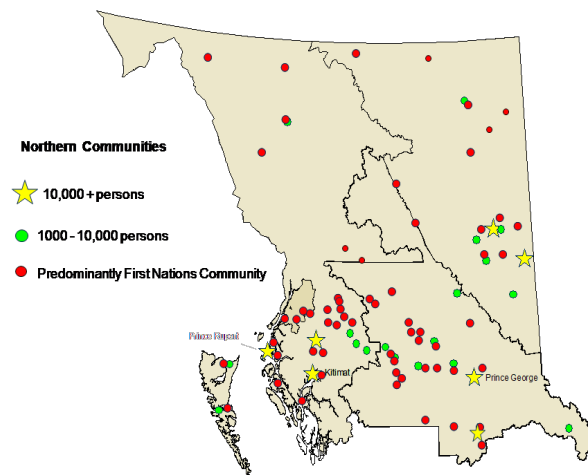 Northern Communities
10,000 + persons
1000 - 10,000 persons
Predominantly First Nations Community
Prince Rupert
Kitimat
Prince George